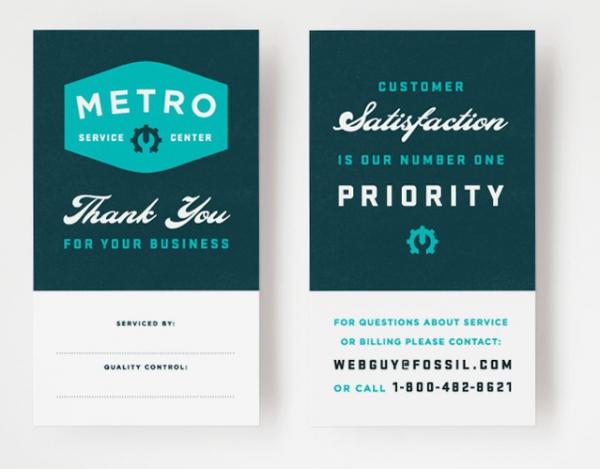 METRO
SERVICE CENTER
Thank You
FOR YOUR BUSINESS
SERVICED BY:
QUALITY CONTROL:
CUSTOMER
Satisfaction
IS OUR NUMBER ONE
PRIORITY
FOR QUESTIONS ABOUT SERVICE
OR BILLING PLEASE CONTACT:
WEBGUY@FOSSIL.COM
OR CALL 1-800-482-8621